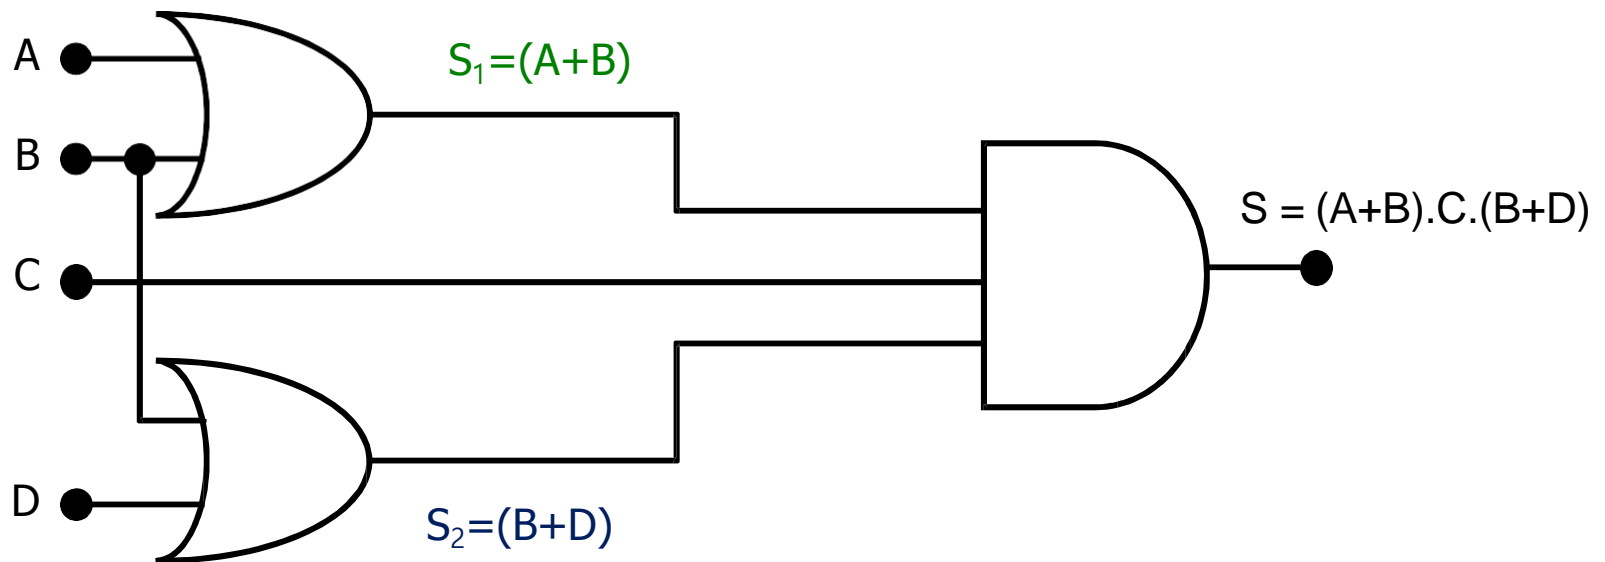 A
S₁=(A+B)
B
S = (A+B).C.(B+D)
C
D
S₂=(B+D)